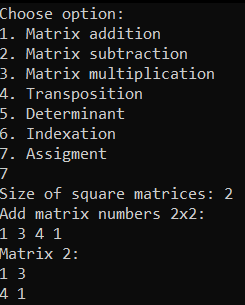 Choose option:
1. Matrix addition
2. Matrix subtraction
3. Matrix multiplication
4. Transposition
5. Determinant
6. Indexation
7. Assigment
7
Size of square matrices: 2
Add matrix numbers 2x2:
1 3 4 1
Matrix 2:
1 3
4 1